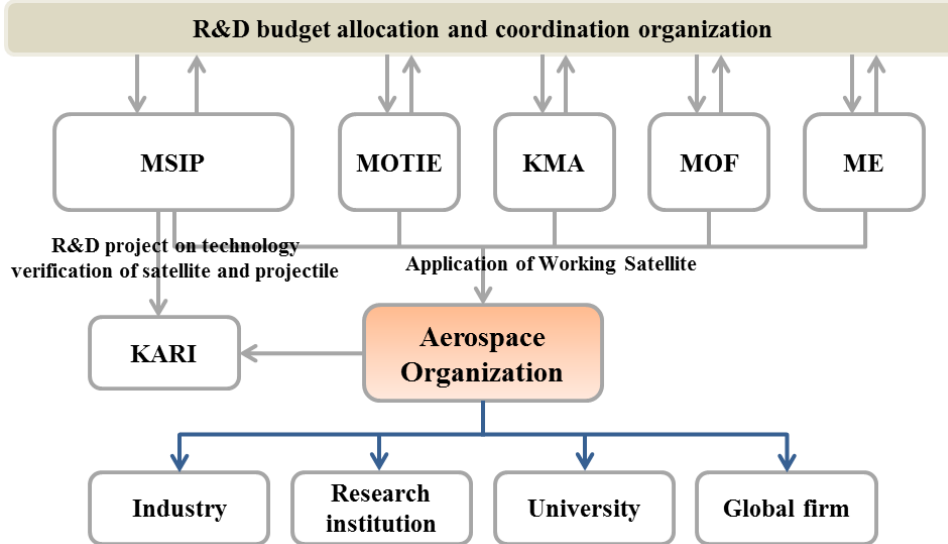 R&D budget allocation and coordination organization
MSIP
MOTIE
KMA
MOF
ME
R&D project on technology
verification of satellite and projectile
Application of Working Satellite
KARI
Aerospace
Organization
Industry
Research
institution
University
Global firm